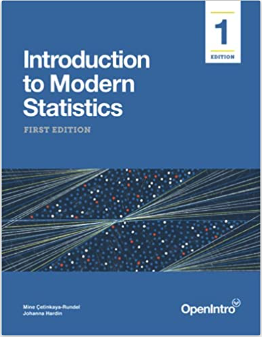 1
EDITION
Introduction
to Modern
Statistics
FIRST EDITION
Mine Çetinkaya-Rundel
Johanna Hardin
OpenIntro